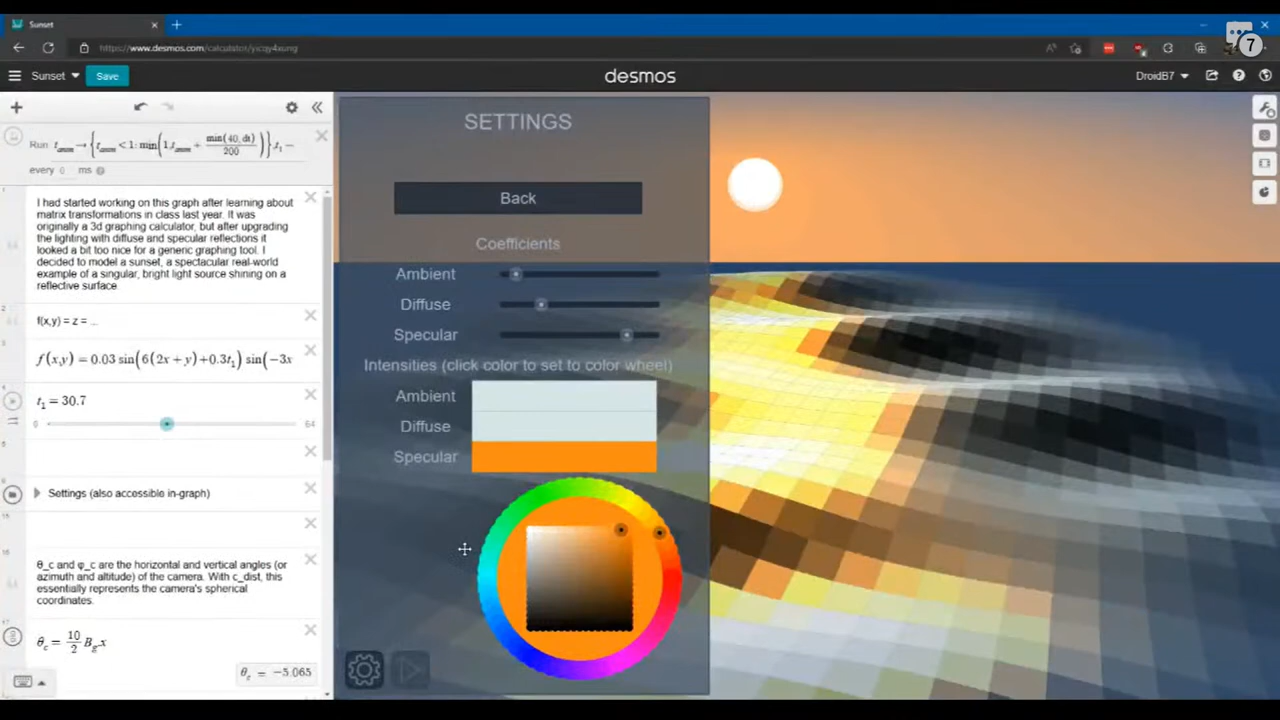 Sunset
7
https://www.desmos.com/calculator/yicqy4xung
Sunset
Save
desmos
DroidB7
Run
every 0 ms
I had started working on this graph after learning about
matrix transformations in class last year. It was
originally a 3d graphing calculator, but after upgrading
the lighting with diffuse and specular reflections it
looked a bit too nice for a generic graphing tool. I
decided to model a sunset, a spectacular real-world
example of a singular, bright light source shining on a
reflective surface.
f(x,y) = z = ...
f(x,y) = 0.03 sin(6(2x + y)+0.3t₁) sin(−3x
t₁ = 30.7
0
64
Settings (also accessible in-graph)
θ_c and φ_c are the horizontal and vertical angles (or
azimuth and altitude) of the camera. With c_dist, this
essentially represents the camera's spherical
coordinates.
θ_c = 10/2 B_g x
θ_c = −5.065
SETTINGS
Back
Coefficients
Ambient
Diffuse
Specular
Intensities (click color to set to color wheel)
Ambient
Diffuse
Specular